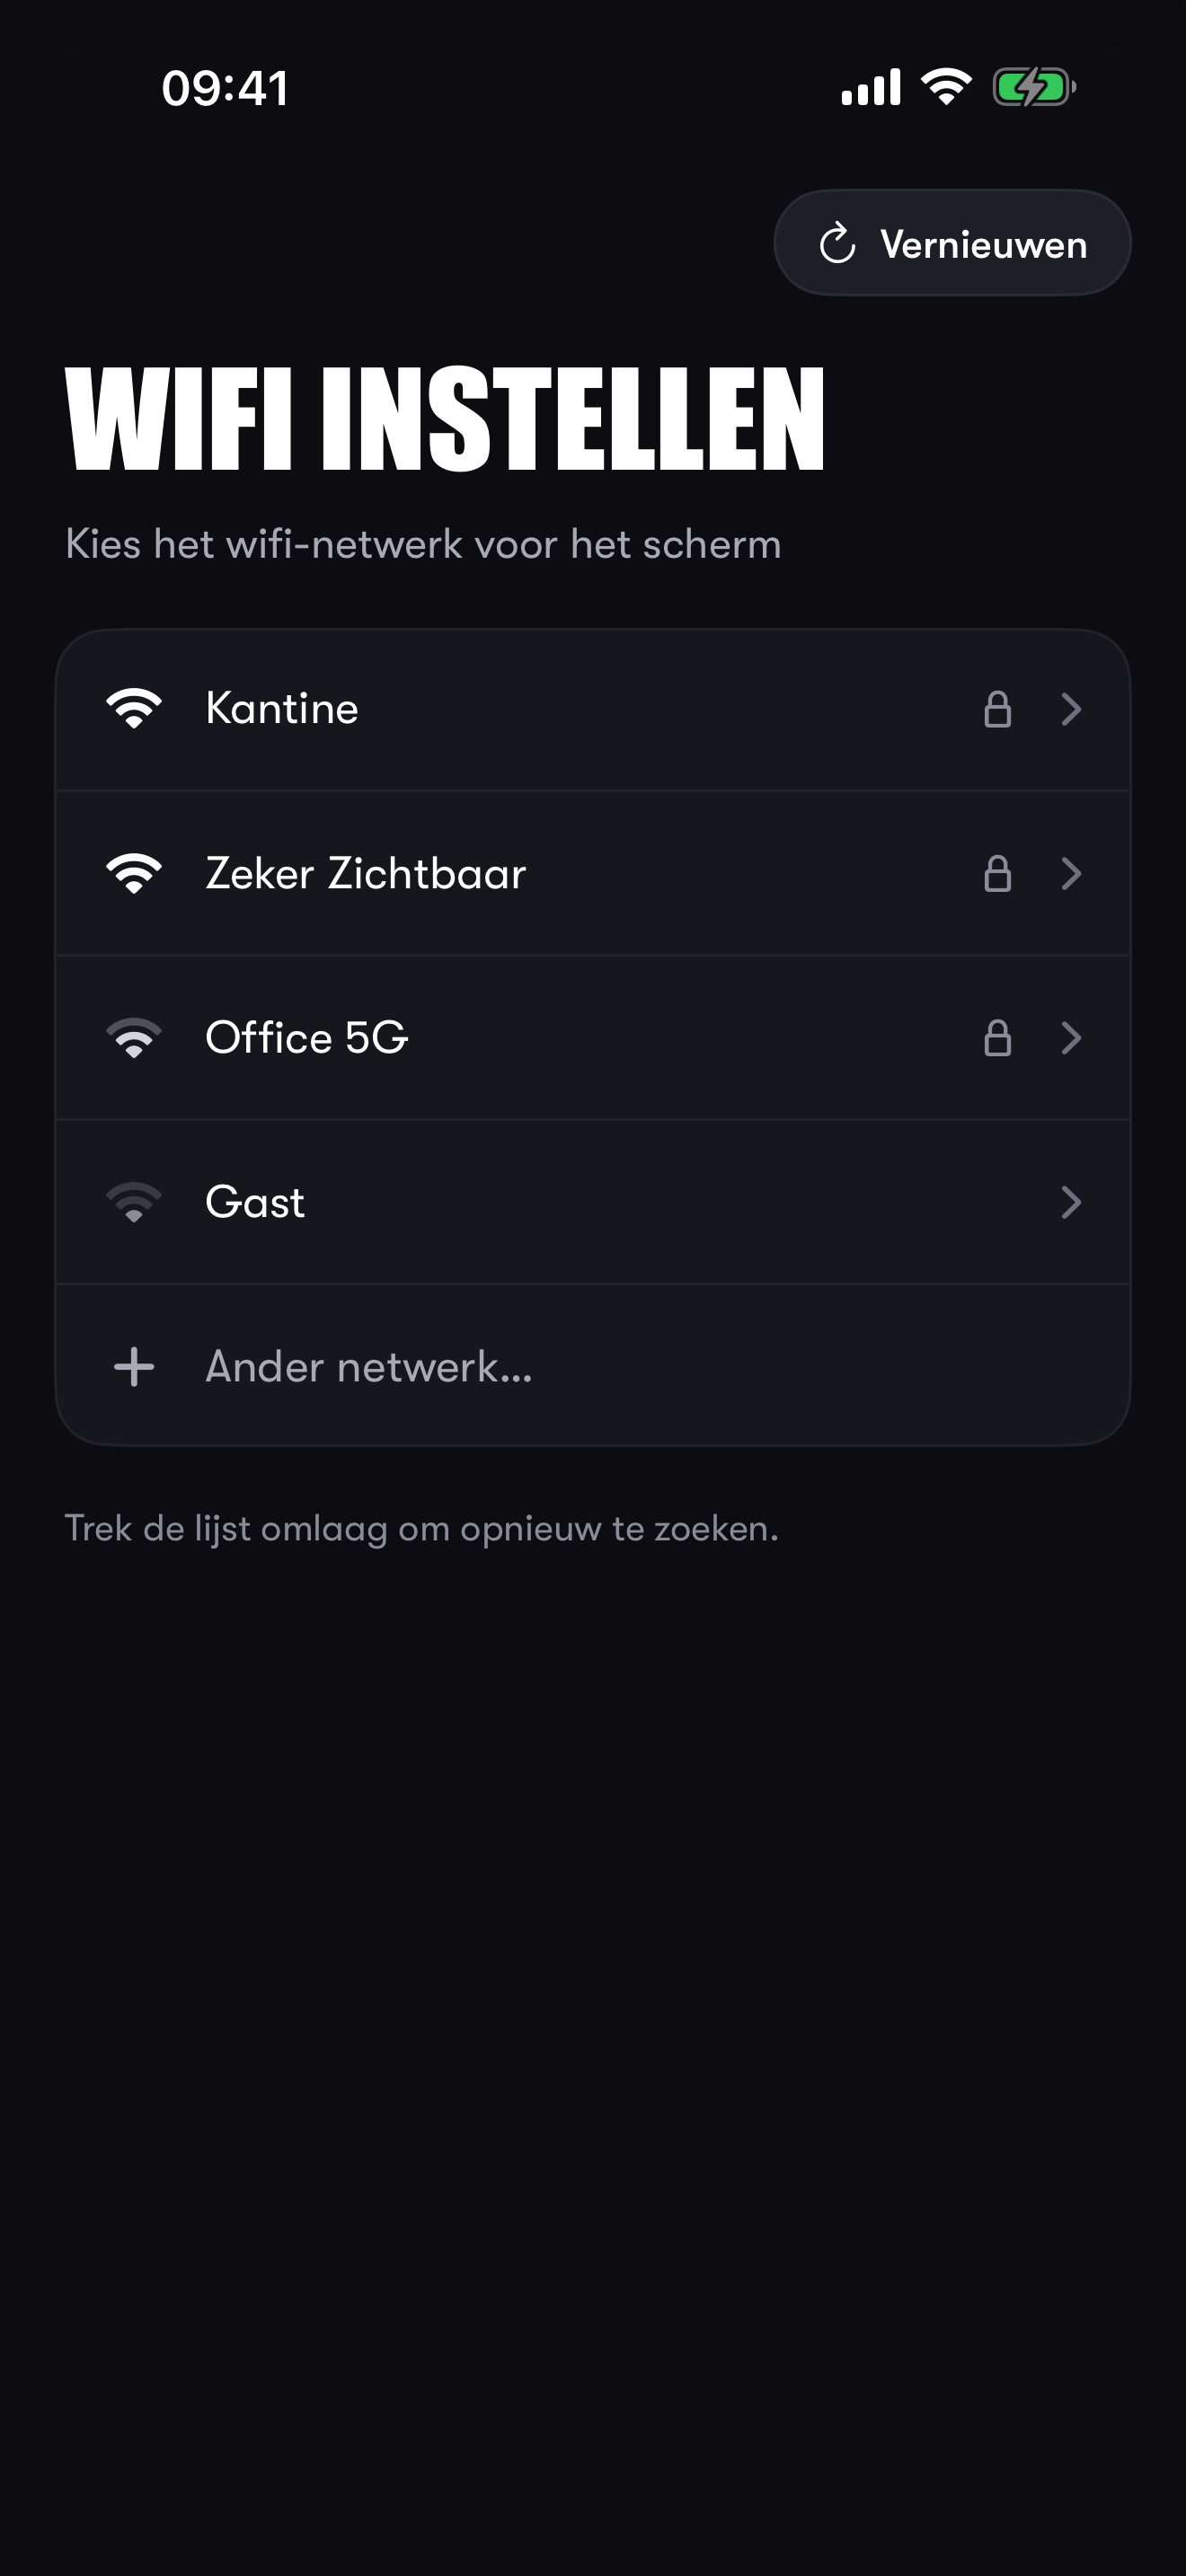 09:41
Vernieuwen
WIFI INSTELLEN
Kies het wifi-netwerk voor het scherm
Kantine
Zeker Zichtbaar
Office 5G
Gast
Ander netwerk...
Trek de lijst omlaag om opnieuw te zoeken.